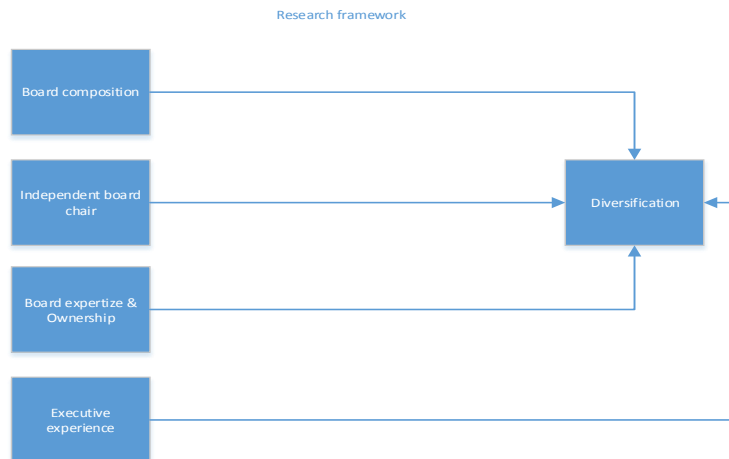 Research framework
Board composition
Independent board
chair
Diversification
Board expertize &
Ownership
Executive
experience